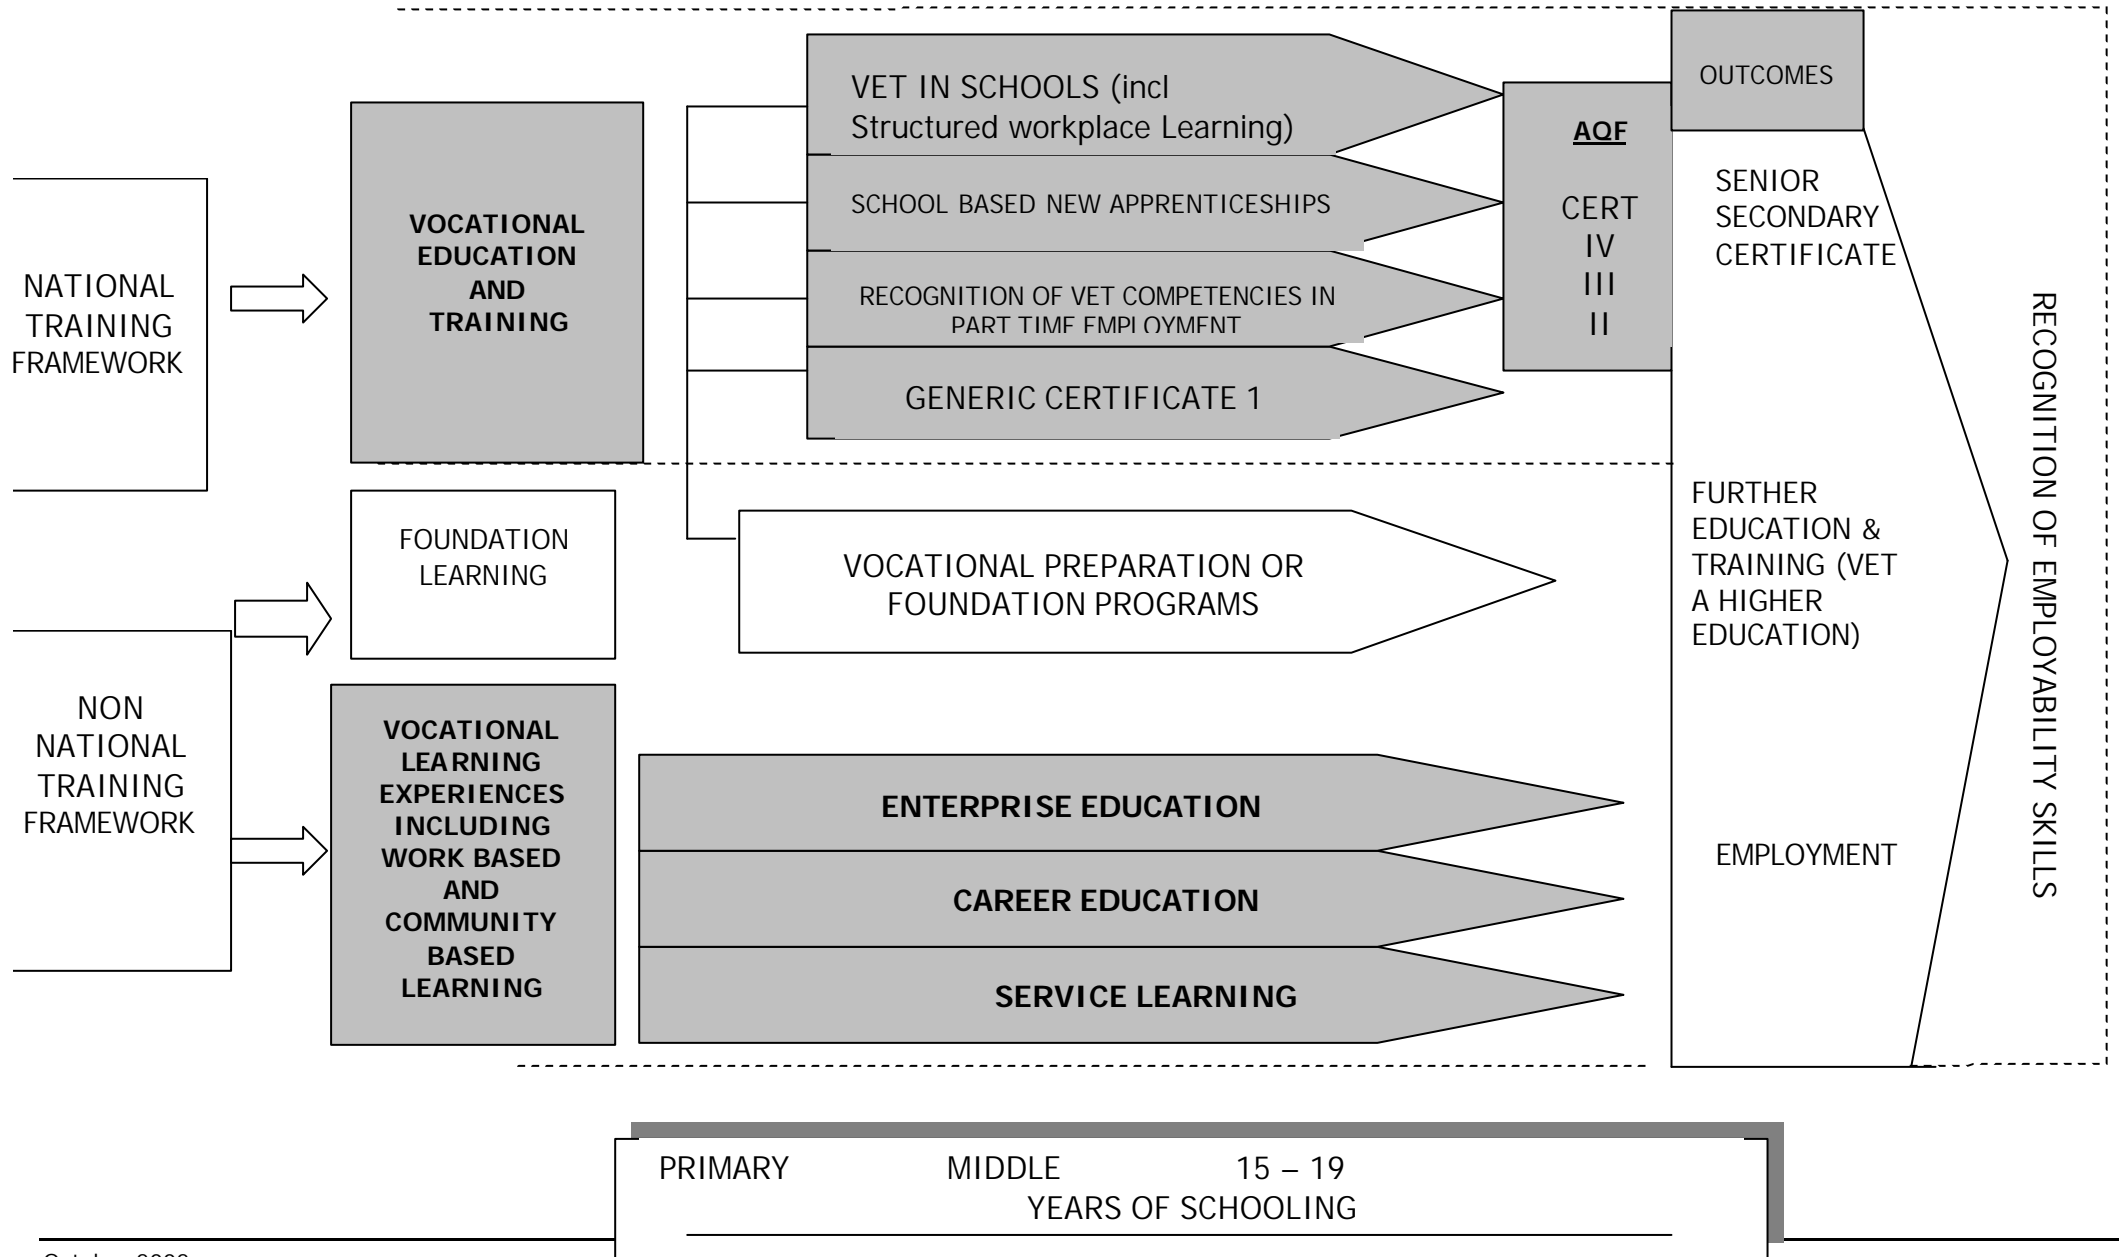 OUTCOMES
VET IN SCHOOLS (incl
Structured workplace Learning)
AQF
CERT
IV
III
II
SENIOR
SECONDARY
CERTIFICATE
VOCATIONAL
EDUCATION
AND
TRAINING
SCHOOL BASED NEW APPRENTICESHIPS
NATIONAL
TRAINING
FRAMEWORK
RECOGNITION OF VET COMPETENCIES IN
PART TIME EMPLOYMENT
GENERIC CERTIFICATE 1
RECOGNITION OF EMPLOYABILITY SKILLS
FOUNDATION
LEARNING
VOCATIONAL PREPARATION OR
FOUNDATION PROGRAMS
FURTHER
EDUCATION &
TRAINING (VET
A HIGHER
EDUCATION)
NON
NATIONAL
TRAINING
FRAMEWORK
VOCATIONAL
LEARNING
EXPERIENCES
INCLUDING
WORK BASED
AND
COMMUNITY
BASED
LEARNING
ENTERPRISE EDUCATION
CAREER EDUCATION
SERVICE LEARNING
EMPLOYMENT
PRIMARY MIDDLE 15 – 19
YEARS OF SCHOOLING